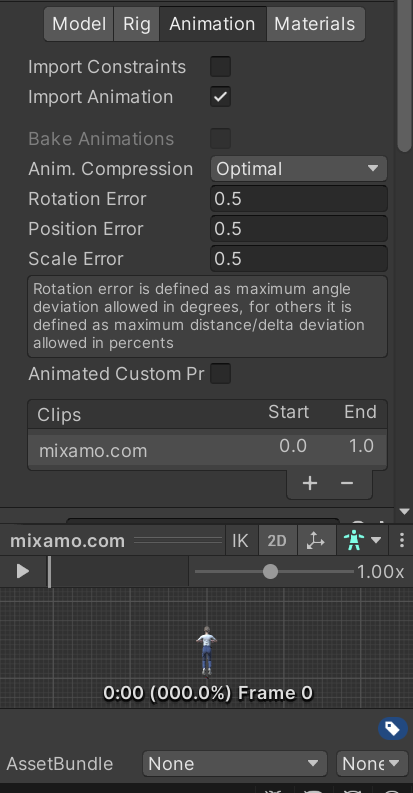 Model Rig Animation Materials
Import Constraints
Import Animation
Bake Animations
Anim. Compression Optimal
Rotation Error 0.5
Position Error 0.5
Scale Error 0.5
Rotation error is defined as maximum angle
deviation allowed in degrees, for others it is
defined as maximum distance/delta deviation
allowed in percents
Animated Custom Pr
Clips Start End
mixamo.com 0.0 1.0
+ −
mixamo.com IK 2D
1.00x
0:00 (000.0%) Frame 0
AssetBundle None None